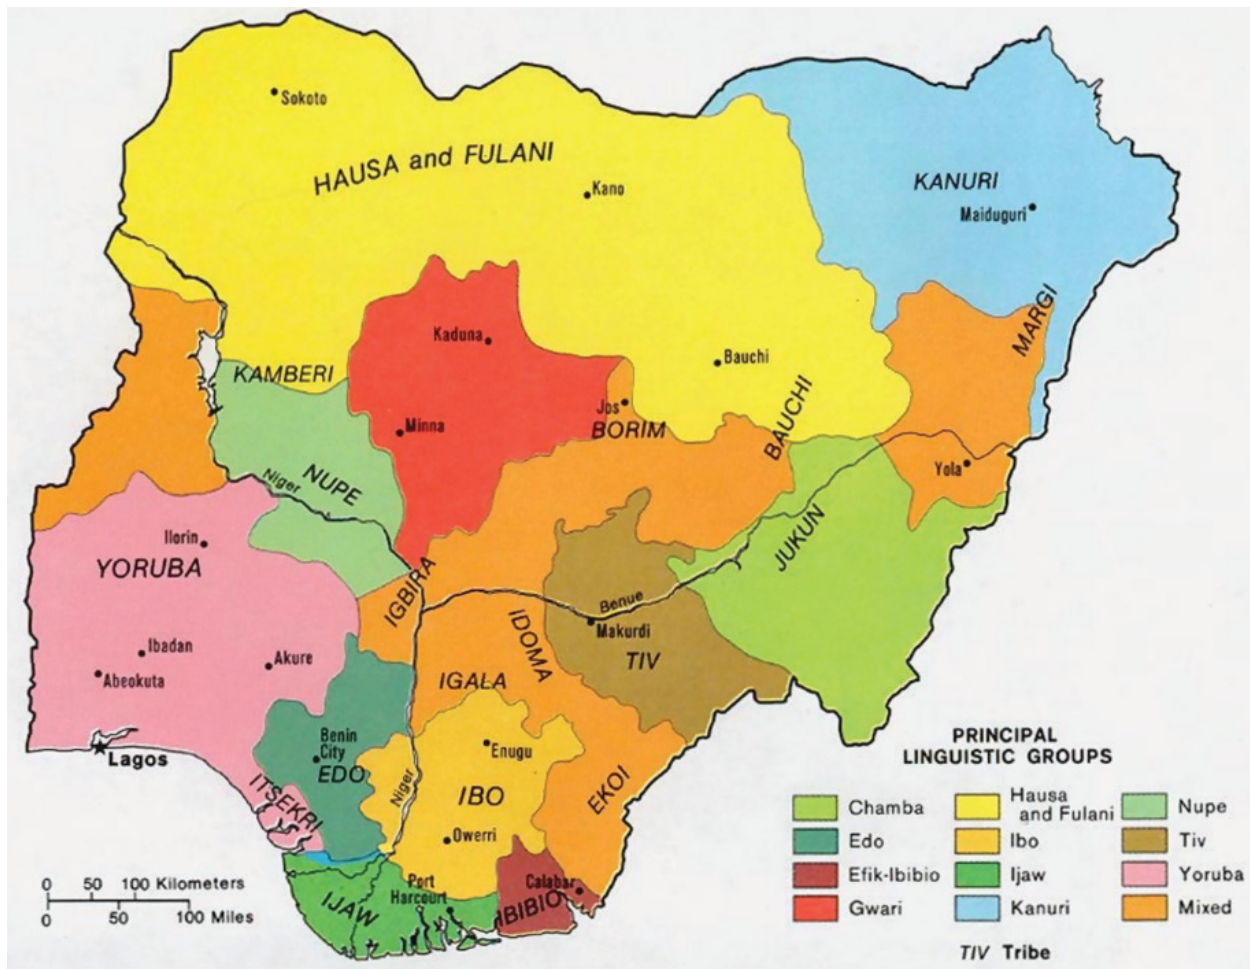 Sokoto
HAUSA and FULANI
Kano
KANURI
Maiduguri
MARGI
Kaduna
Bauchi
KAMBERI
Jos
BORIM
BAUCHI
Minna
Yola
Niger
NUPE
Ilorin
YORUBA
JUKUN
IGBIRA
Benue
Makurdi
IDOMA
TIV
Ibadan
Akure
Abeokuta
IGALA
Lagos
Benin
City
EDO
Enugu
Niger
IBO
EKOI
ITSEKRI
Owerri
Port
Harcourt
Calabar
IJAW
IBIBIO
PRINCIPAL
LINGUISTIC GROUPS
Chamba
Edo
Efik-Ibibio
Gwari
Hausa
and Fulani
Ibo
Ijaw
Kanuri
Nupe
Tiv
Yoruba
Mixed
TIV Tribe
0 50 100 Kilometers
0 50 100 Miles